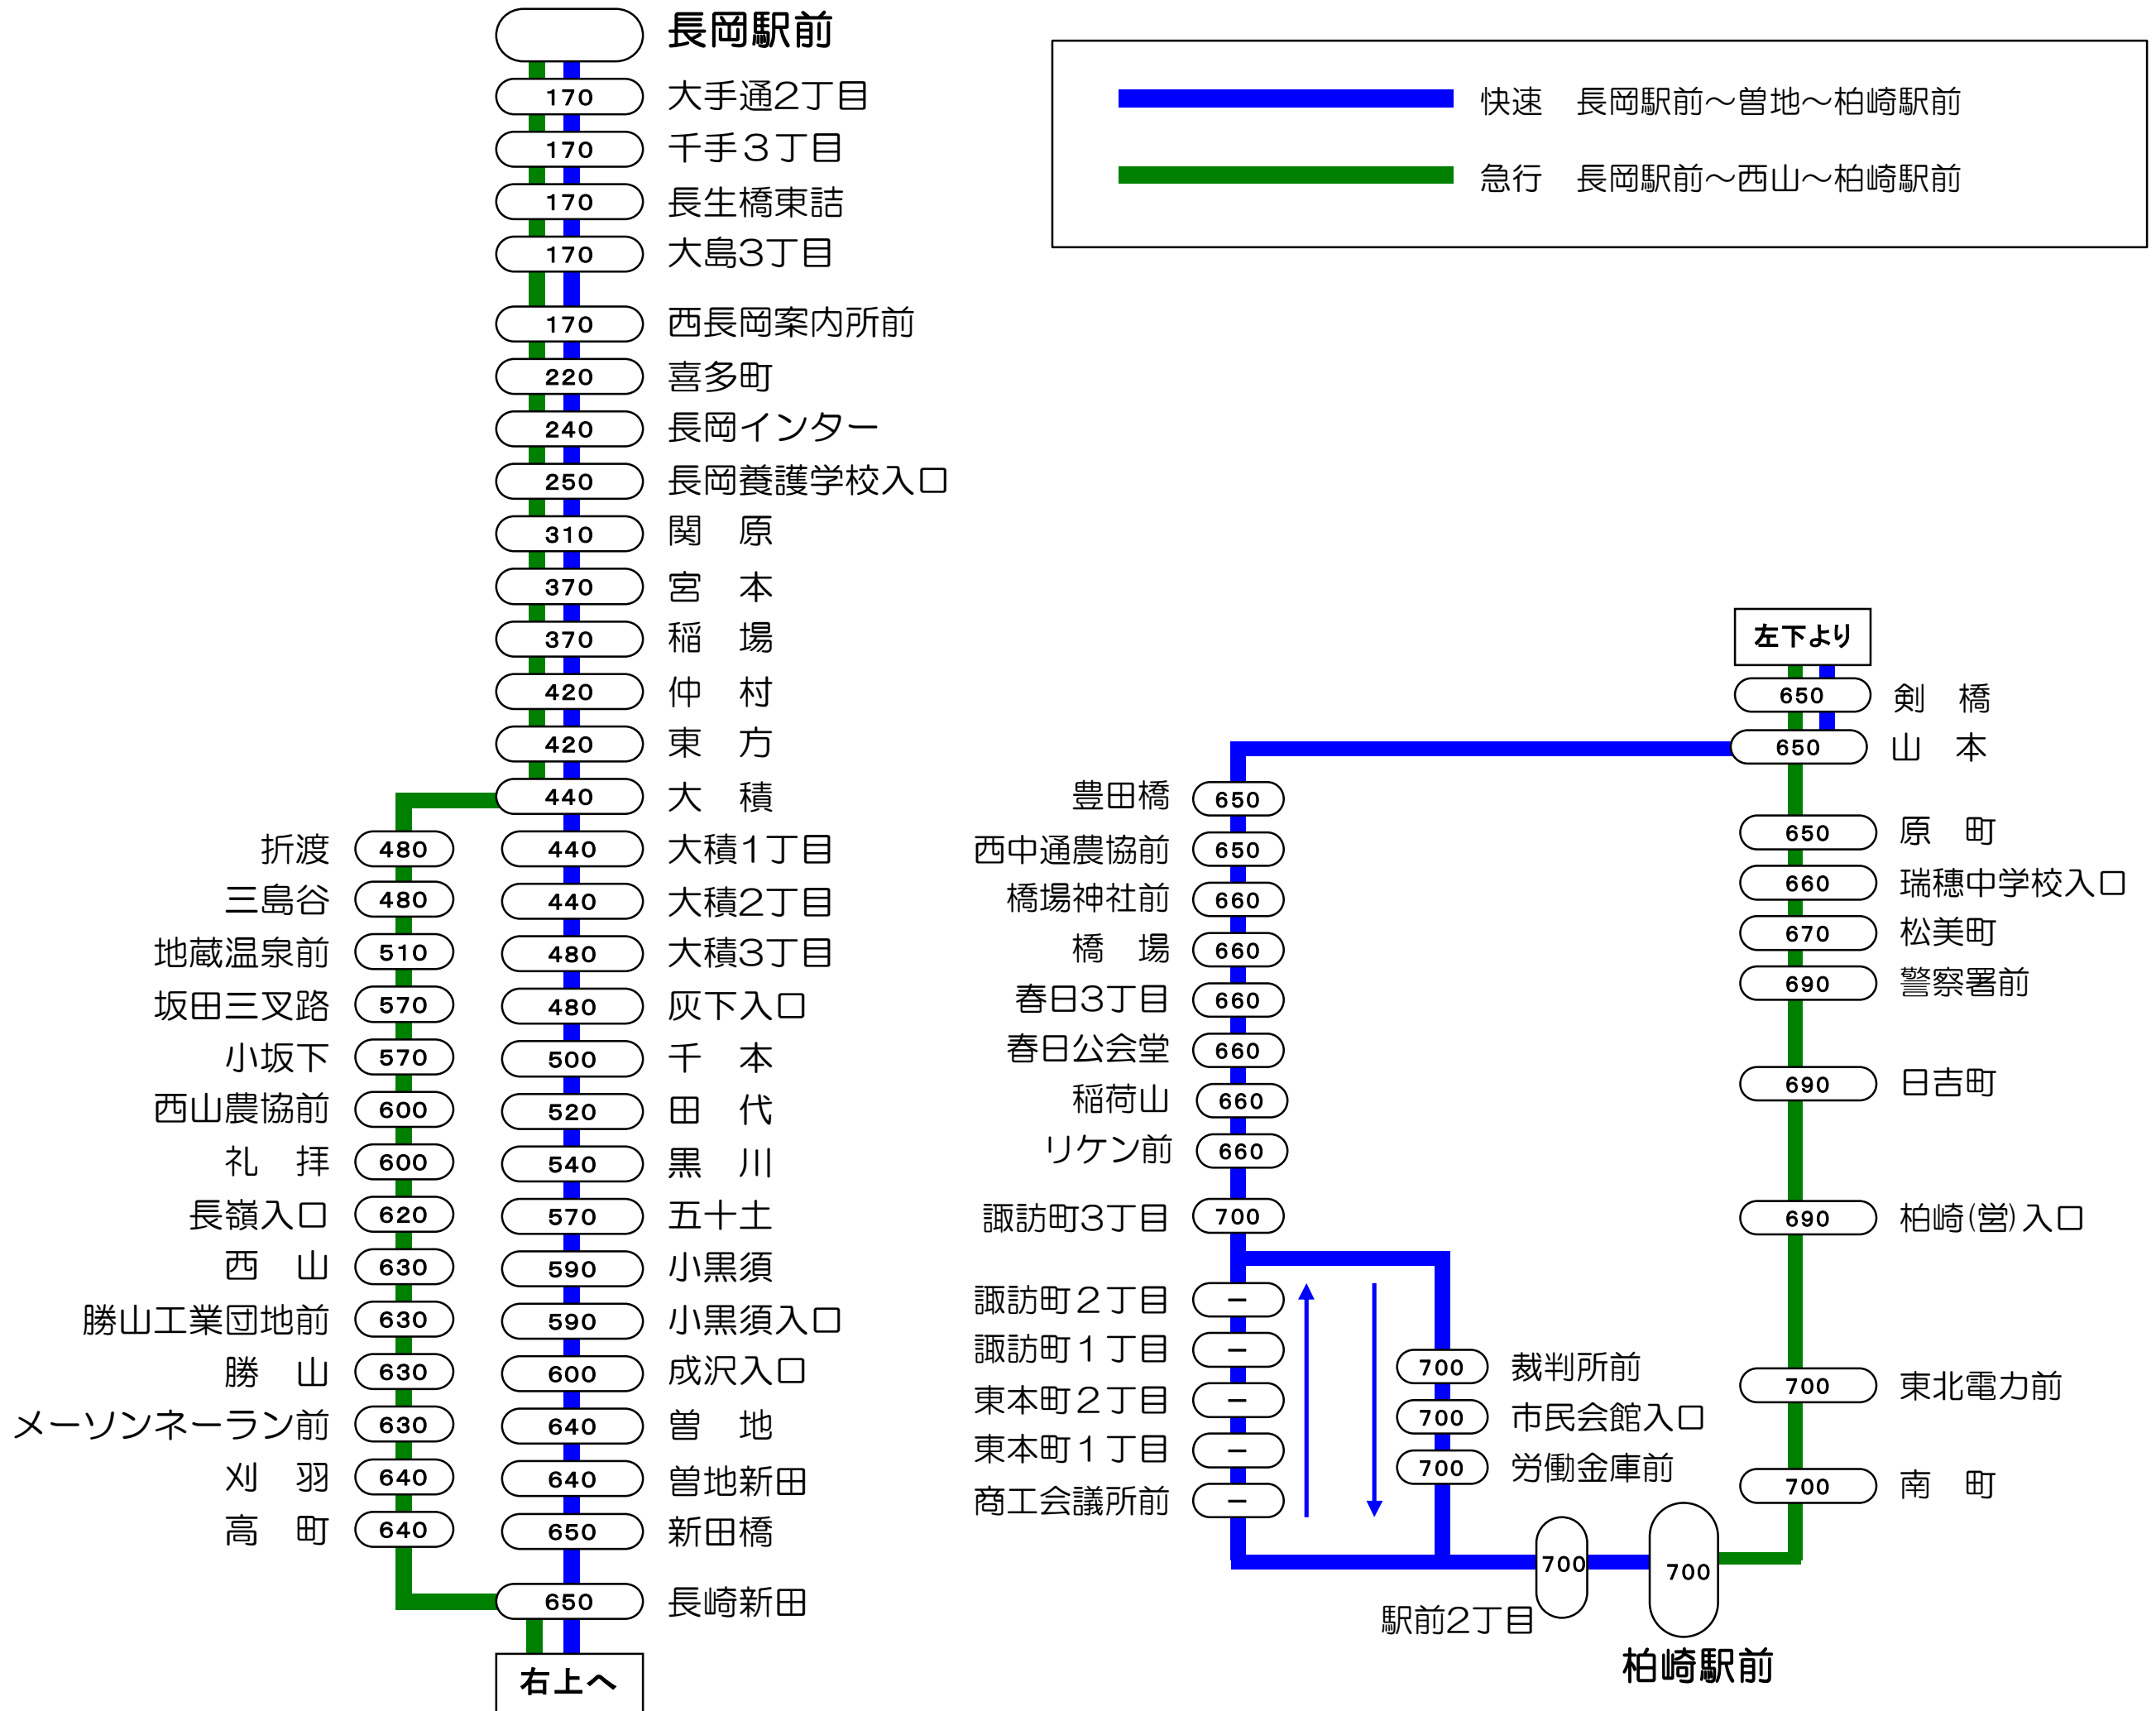 長岡駅前
170 大手通2丁目
170 千手３丁目
170 長生橋東詰
170 大島3丁目
170 西長岡案内所前
220 喜多町
240 長岡インター
250 長岡養護学校入口
310 関　原
370 宮　本
370 稲　場
420 仲　村
420 東　方
440 大　積
440 大積1丁目
440 大積2丁目
480 大積3丁目
480 灰下入口
500 千　本
520 田　代
540 黒　川
570 五十土
590 小黒須
590 小黒須入口
600 成沢入口
640 曽　地
640 曽地新田
650 新田橋
650 長崎新田
右上へ
折渡 480
三島谷 480
地蔵温泉前 510
坂田三叉路 570
小坂下 570
西山農協前 600
礼　拝 600
長嶺入口 620
西　山 630
勝山工業団地前 630
勝　山 630
メーソンネーラン前 630
刈　羽 640
高　町 640
快速　長岡駅前～曽地～柏崎駅前
急行　長岡駅前～西山～柏崎駅前
左下より
650 剣　橋
650 山　本
豊田橋 650
西中通農協前 650
橋場神社前 660
橋　場 660
春日3丁目 660
春日公会堂 660
稲荷山 660
リケン前 660
諏訪町3丁目 700
諏訪町２丁目 －
諏訪町１丁目 －
東本町２丁目 －
東本町１丁目 －
商工会議所前 －
700 裁判所前
700 市民会館入口
700 労働金庫前
700
駅前2丁目
650 原　町
660 瑞穂中学校入口
670 松美町
690 警察署前
690 日吉町
690 柏崎(営)入口
700 東北電力前
700 南　町
700
柏崎駅前